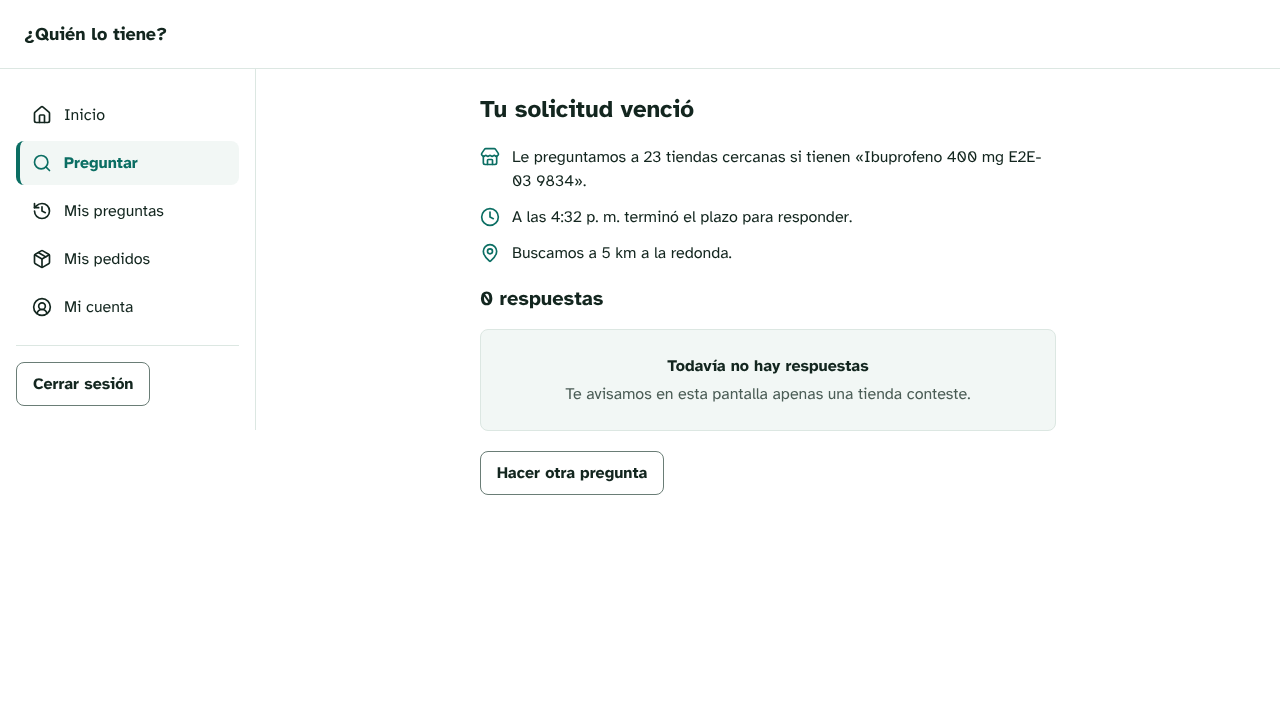 ¿Quién lo tiene?
Inicio
Preguntar
Mis preguntas
Mis pedidos
Mi cuenta
Cerrar sesión
Tu solicitud venció
Le preguntamos a 23 tiendas cercanas si tienen «Ibuprofeno 400 mg E2E-
03 9834».
A las 4:32 p. m. terminó el plazo para responder.
Buscamos a 5 km a la redonda.
0 respuestas
Todavía no hay respuestas
Te avisamos en esta pantalla apenas una tienda conteste.
Hacer otra pregunta